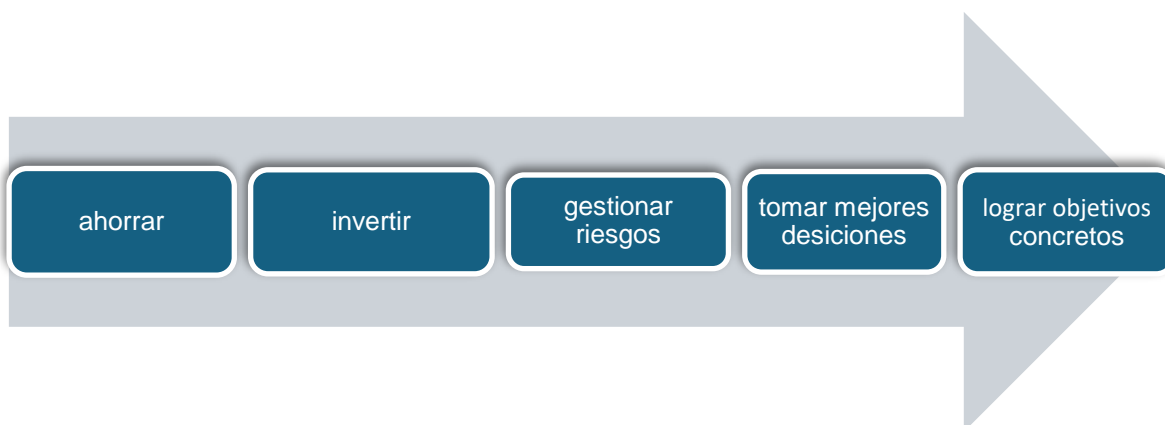 ahorrar
invertir
gestionar
riesgos
tomar mejores
desiciones
lograr objetivos
concretos